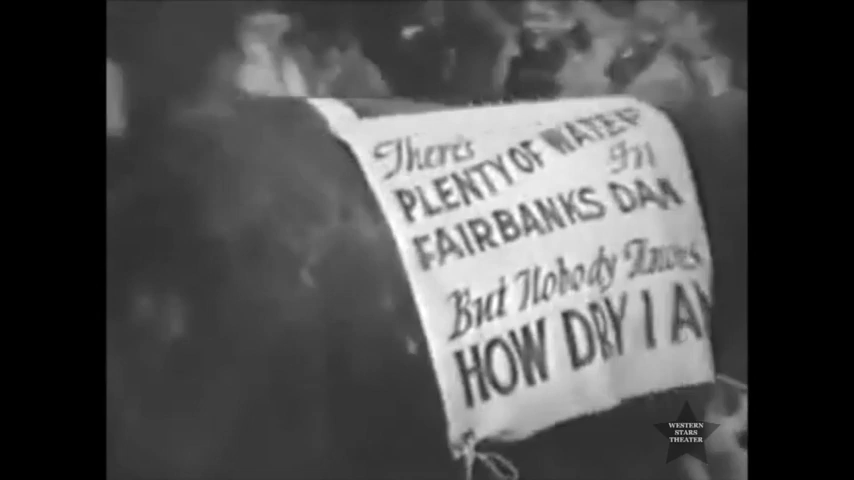 There's
PLENTY OF WATER
In
FAIRBANKS DAM
But Nobody Knows
HOW DRY I AM
WESTERN
STARS
THEATER